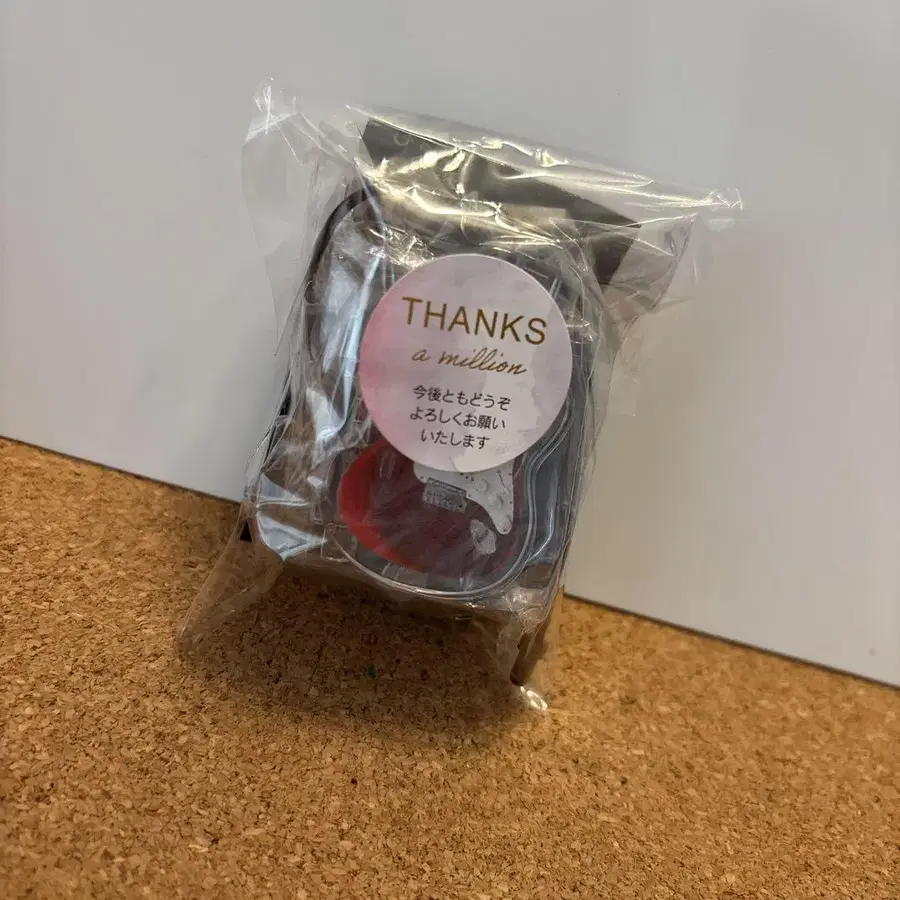 THANKS
a million
今後ともどうぞ
よろしくお願い
いたします